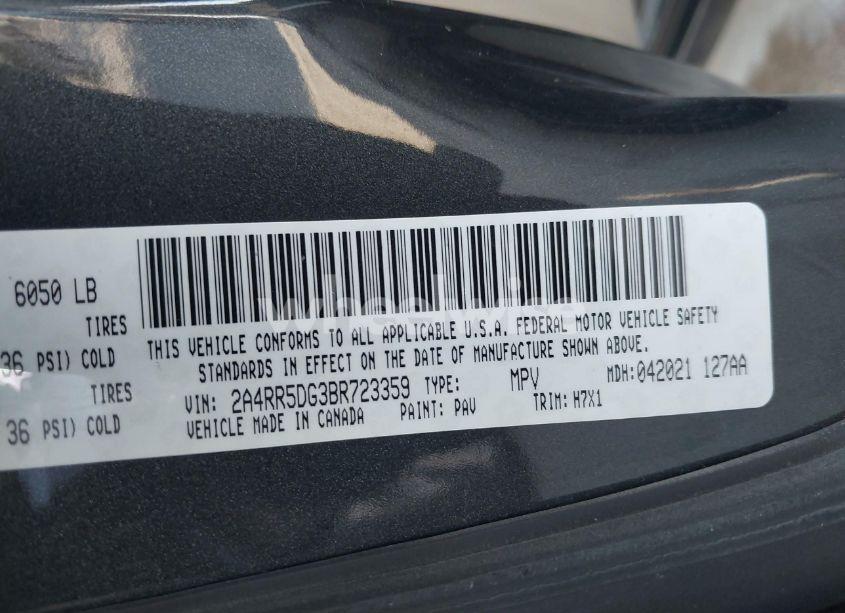 6050 LB
TIRES
36 PSI) COLD
TIRES
36 PSI) COLD
wheelwise
THIS VEHICLE CONFORMS TO ALL APPLICABLE U.S.A. FEDERAL MOTOR VEHICLE SAFETY
STANDARDS IN EFFECT ON THE DATE OF MANUFACTURE SHOWN ABOVE.
VIN: 2A4RR5DG3BR723359 TYPE: MPV MDH: 042021 127AA
VEHICLE MADE IN CANADA PAINT: PAV TRIM: H7X1